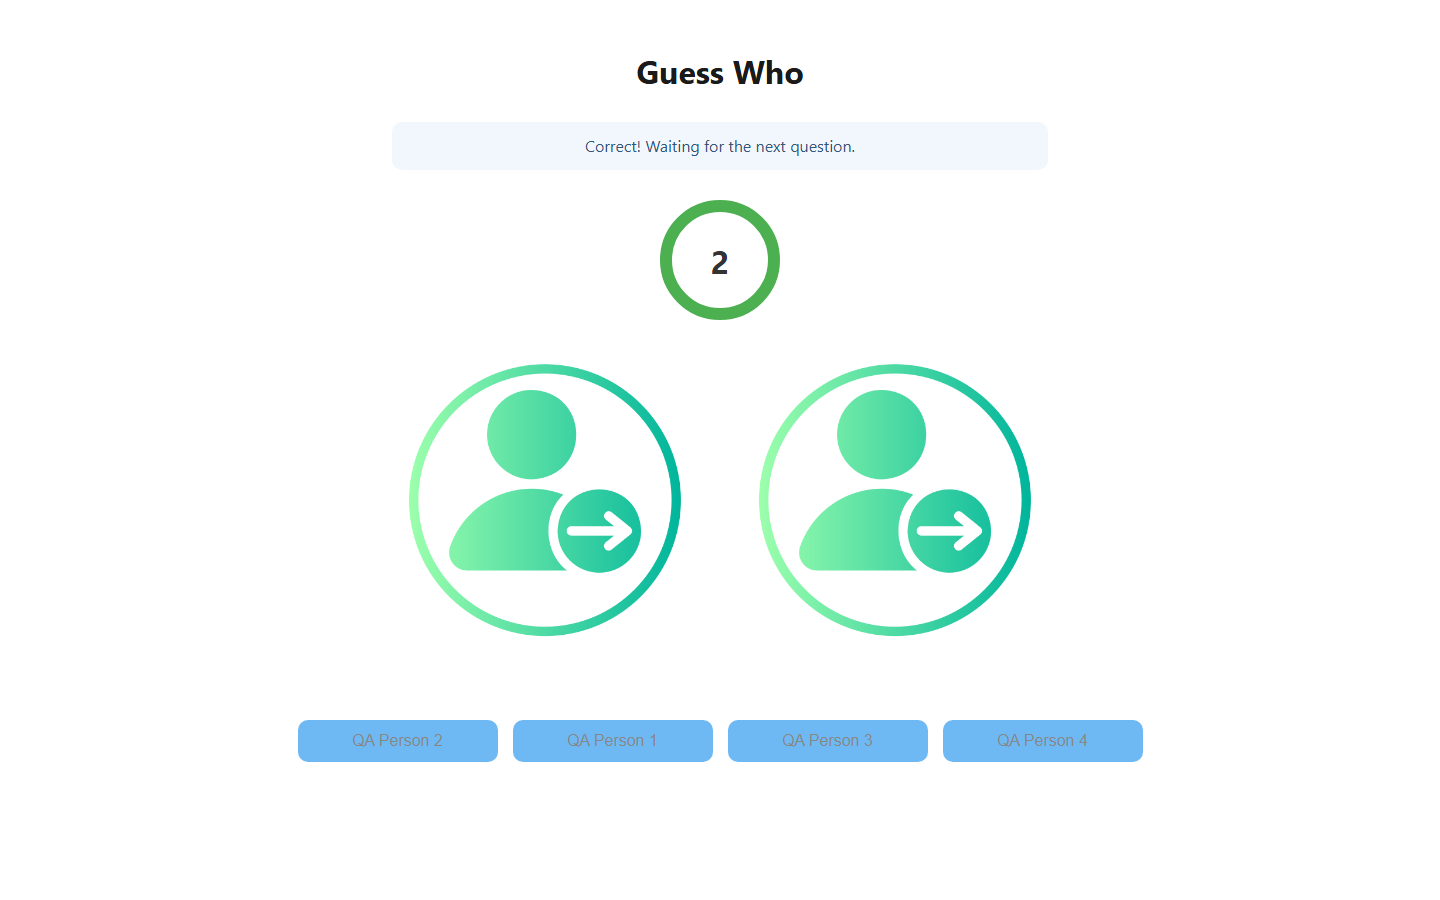 Guess Who
Correct! Waiting for the next question.
2
QA Person 2
QA Person 1
QA Person 3
QA Person 4